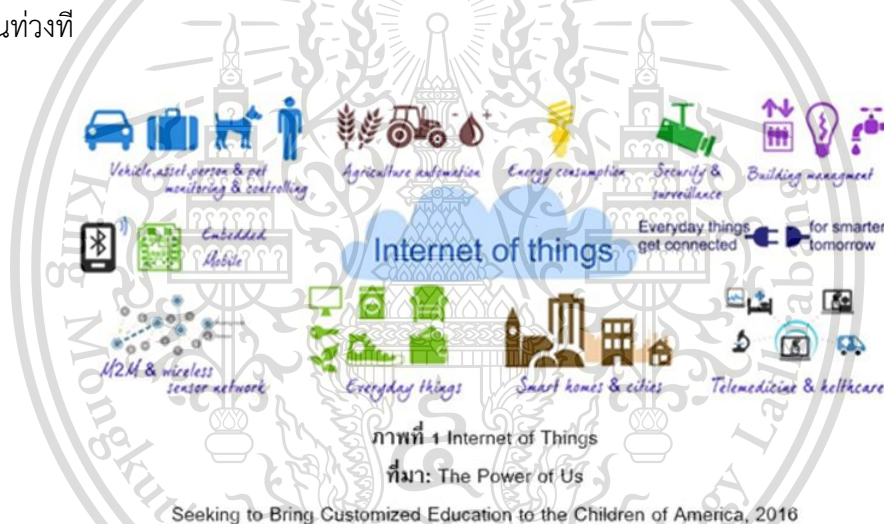 นท่วงที
Vehicle,asset,person & pet
monitoring & controlling
Agriculture automation
Energy consumption
Security &
surveillance
Building managment
Embedded
Mobile
Internet of things
Everyday things
get connected
for smarter
tomorrow
M2M & wireless
sensor network
Everyday things
Smart homes & cities
Telemedicine & helthcare
ภาพที่ 1 Internet of Things
ที่มา: The Power of Us
Seeking to Bring Customized Education to the Children of America, 2016
King Mongkut
Ladkrabang